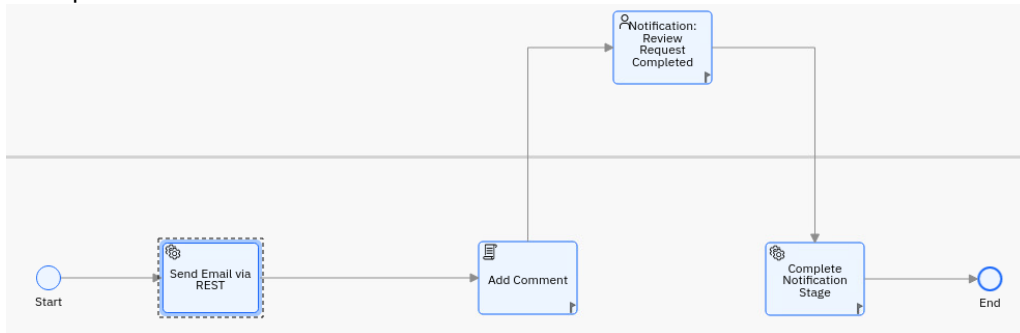 Notification:
Review
Request
Completed
Start
Send Email via
REST
Add Comment
Complete
Notification
Stage
End